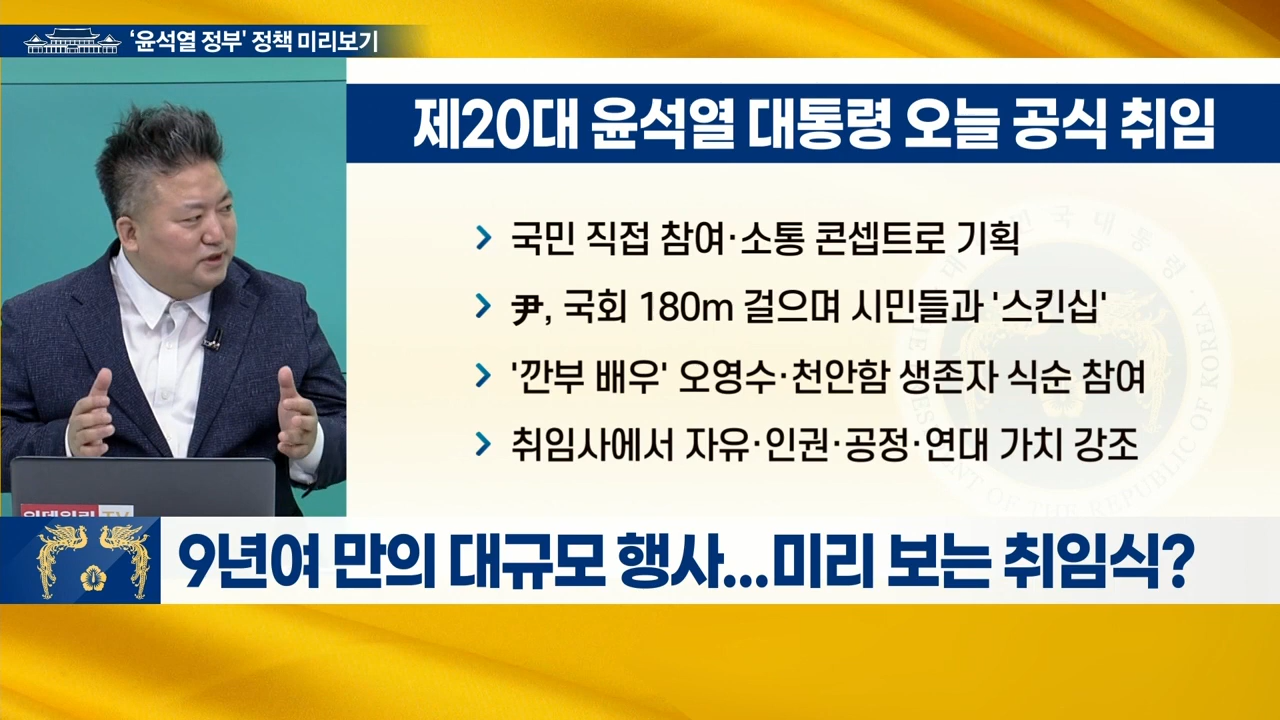 ‘윤석열 정부’ 정책 미리보기
제20대 윤석열 대통령 오늘 공식 취임
국민 직접 참여·소통 콘셉트로 기획
尹, 국회 180m 걸으며 시민들과 '스킨십'
'깐부 배우' 오영수·천안함 생존자 식순 참여
취임사에서 자유·인권·공정·연대 가치 강조
이데일리 TV
9년여 만의 대규모 행사...미리 보는 취임식?